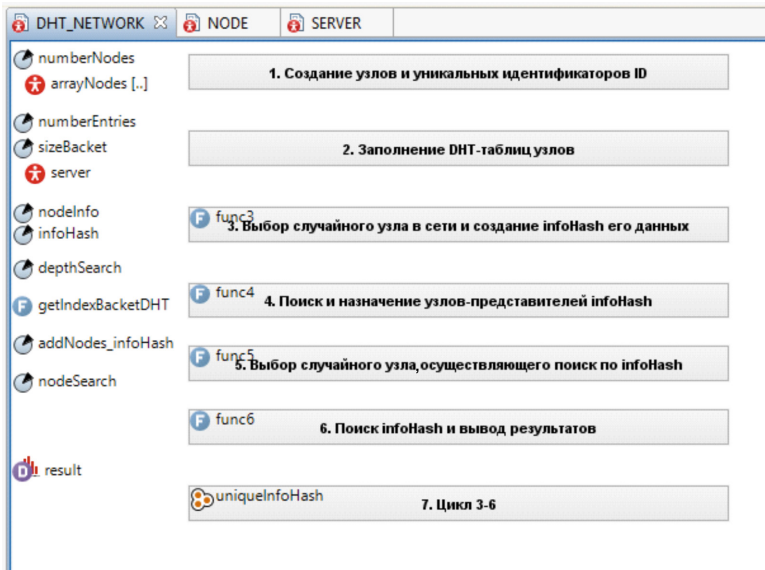 DHT_NETWORK NODE SERVER
numberNodes
arrayNodes [..]
numberEntries
sizeBacket
server
nodeInfo
infoHash
depthSearch
getIndexBacketDHT
addNodes_infoHash
nodeSearch
result
1. Создание узлов и уникальных идентификаторов ID
2. Заполнение DHT-таблиц узлов
func3
3. Выбор случайного узла в сети и создание infoHash его данных
func4
4. Поиск и назначение узлов-представителей infoHash
func5
5. Выбор случайного узла,осуществляющего поиск по infoHash
func6
6. Поиск infoHash и вывод результатов
uniqueInfoHash
7. Цикл 3-6